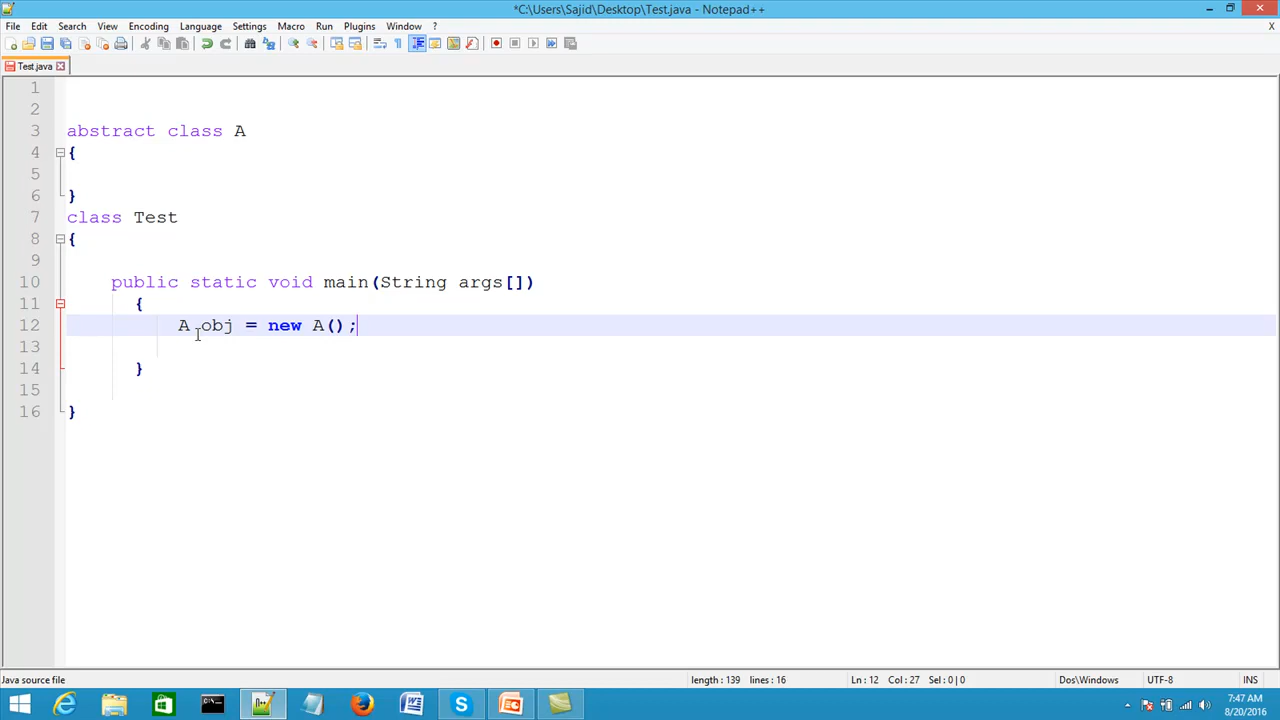 *C:\Users\Sajid\Desktop\Test.java - Notepad++
File Edit Search View Encoding Language Settings Macro Run Plugins Window ?
X
Test.java
1
2
3 abstract class A
4 {
5
6 }
7 class Test
8 {
9
10 public static void main(String args[])
11 {
12 A obj = new A();
13
14 }
15
16 }
Java source file length : 139 lines : 16 Ln : 12 Col : 27 Sel : 0 | 0 Dos\Windows UTF-8 INS
7:47 AM
8/20/2016